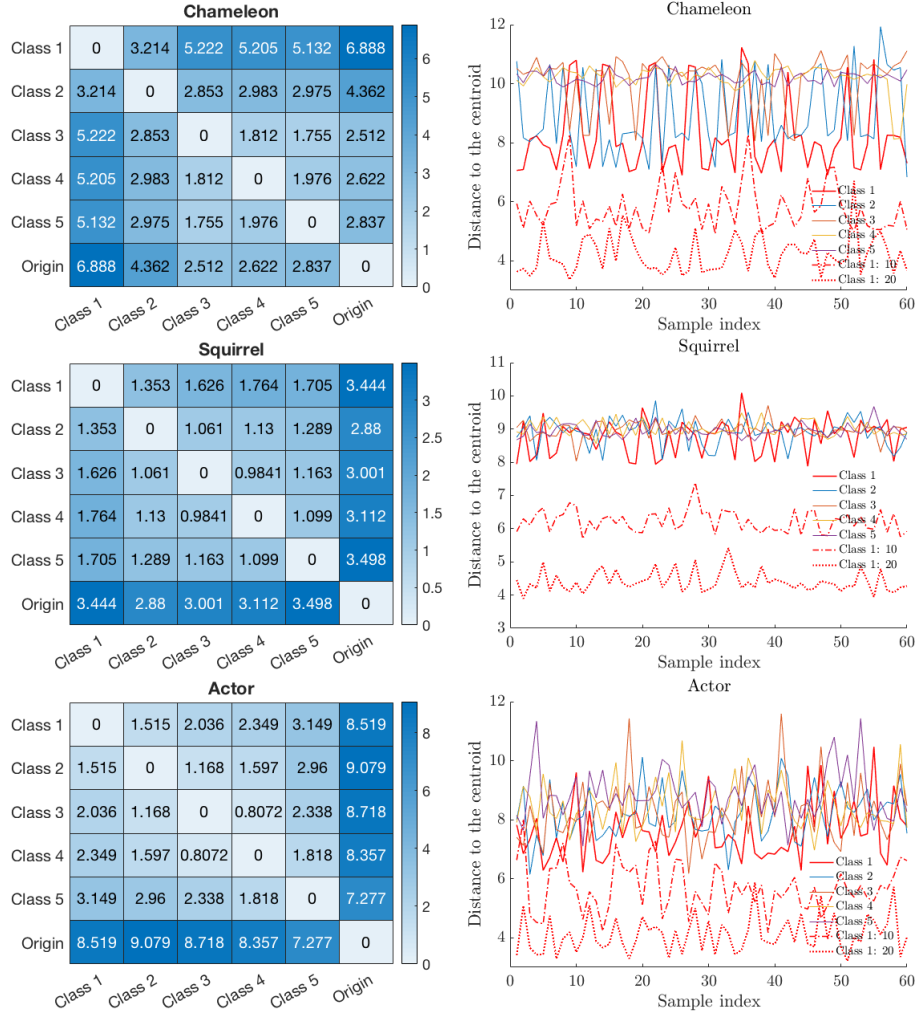 Chameleon
Class 1 0 3.214 5.222 5.205 5.132 6.888
Class 2 3.214 0 2.853 2.983 2.975 4.362
Class 3 5.222 2.853 0 1.812 1.755 2.512
Class 4 5.205 2.983 1.812 0 1.976 2.622
Class 5 5.132 2.975 1.755 1.976 0 2.837
Origin 6.888 4.362 2.512 2.622 2.837 0
Class 1 Class 2 Class 3 Class 4 Class 5 Origin
6
5
4
3
2
1
0
Chameleon
Distance to the centroid
12
10
8
6
4
0 10 20 30 40 50 60
Sample index
Class 1
Class 2
Class 3
Class 4
Class 5
Class 1: 10
Class 1: 20
Squirrel
Class 1 0 1.353 1.626 1.764 1.705 3.444
Class 2 1.353 0 1.061 1.13 1.289 2.88
Class 3 1.626 1.061 0 0.9841 1.163 3.001
Class 4 1.764 1.13 0.9841 0 1.099 3.112
Class 5 1.705 1.289 1.163 1.099 0 3.498
Origin 3.444 2.88 3.001 3.112 3.498 0
Class 1 Class 2 Class 3 Class 4 Class 5 Origin
3
2.5
2
1.5
1
0.5
0
Squirrel
Distance to the centroid
11
10
9
8
7
6
5
4
3
0 10 20 30 40 50 60
Sample index
Class 1
Class 2
Class 3
Class 4
Class 5
Class 1: 10
Class 1: 20
Actor
Class 1 0 1.515 2.036 2.349 3.149 8.519
Class 2 1.515 0 1.168 1.597 2.96 9.079
Class 3 2.036 1.168 0 0.8072 2.338 8.718
Class 4 2.349 1.597 0.8072 0 1.818 8.357
Class 5 3.149 2.96 2.338 1.818 0 7.277
Origin 8.519 9.079 8.718 8.357 7.277 0
Class 1 Class 2 Class 3 Class 4 Class 5 Origin
8
6
4
2
0
Actor
Distance to the centroid
12
10
8
6
4
0 10 20 30 40 50 60
Sample index
Class 1
Class 2
Class 3
Class 4
Class 5
Class 1: 10
Class 1: 20